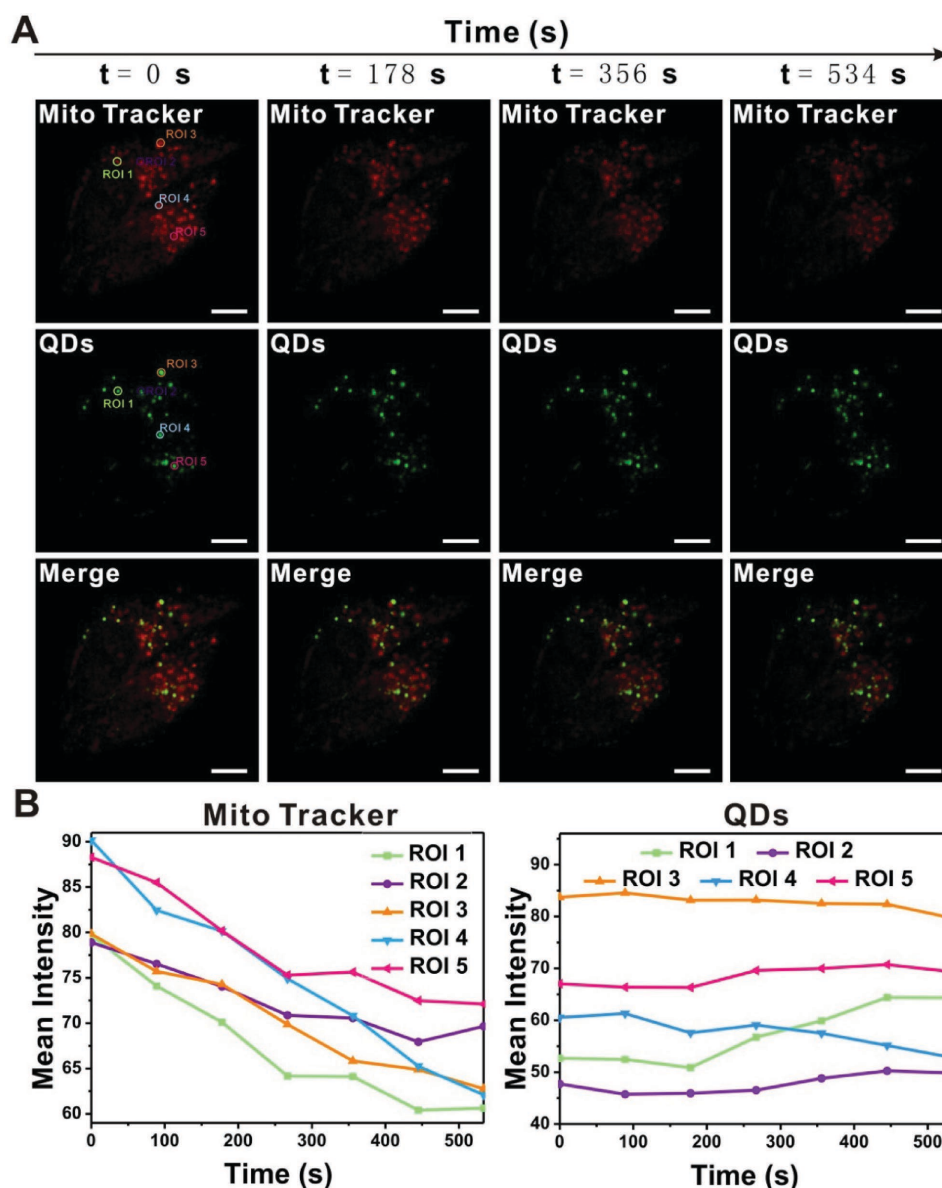 A
Time (s)
t = 0 s t = 178 s t = 356 s t = 534 s
Mito Tracker Mito Tracker Mito Tracker Mito Tracker
ROI 3
ROI 2
ROI 1
ROI 4
ROI 5
QDs QDs QDs QDs
ROI 3
ROI 2
ROI 1
ROI 4
ROI 5
Merge Merge Merge Merge
B
Mito Tracker
Mean Intensity
90
85
80
75
70
65
60
0 100 200 300 400 500
Time (s)
ROI 1
ROI 2
ROI 3
ROI 4
ROI 5
QDs
Mean Intensity
90
80
70
60
50
40
0 100 200 300 400 500
Time (s)
ROI 1 ROI 2
ROI 3 ROI 4 ROI 5